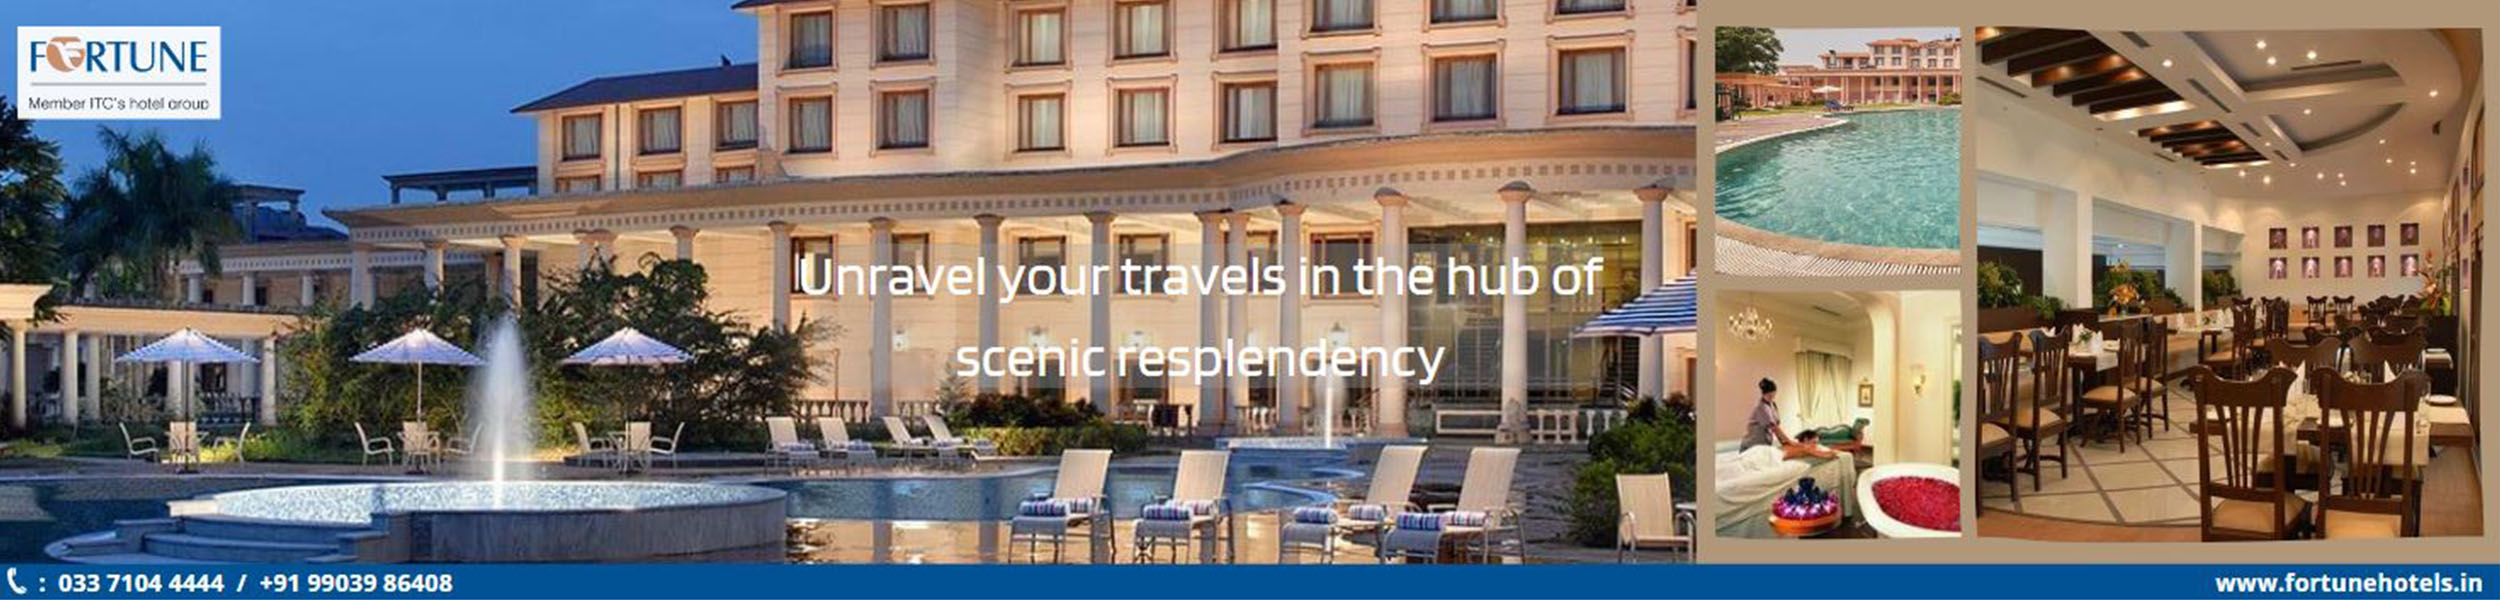 FORTUNE
Member ITC's hotel group
Unravel your travels in the hub of
scenic resplendency
: 033 7104 4444 / +91 99039 86408
www.fortunehotels.in